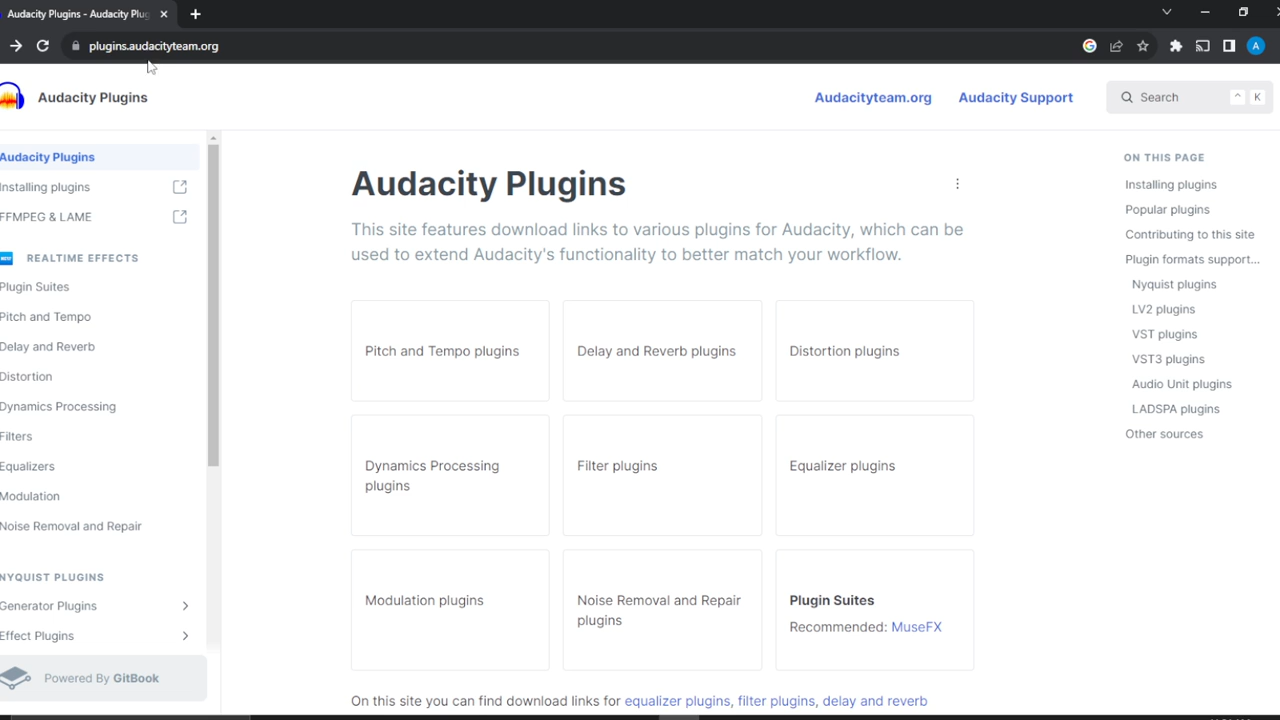 Audacity Plugins - Audacity Plug
plugins.audacityteam.org
A
Audacity Plugins
Audacityteam.org
Audacity Support
Search
^ K
Audacity Plugins
Installing plugins
FFMPEG & LAME
NEW REALTIME EFFECTS
Plugin Suites
Pitch and Tempo
Delay and Reverb
Distortion
Dynamics Processing
Filters
Equalizers
Modulation
Noise Removal and Repair
NYQUIST PLUGINS
Generator Plugins
Effect Plugins
Powered By GitBook
Audacity Plugins
This site features download links to various plugins for Audacity, which can be
used to extend Audacity's functionality to better match your workflow.
Pitch and Tempo plugins
Delay and Reverb plugins
Distortion plugins
Dynamics Processing
plugins
Filter plugins
Equalizer plugins
Modulation plugins
Noise Removal and Repair
plugins
Plugin Suites
Recommended: MuseFX
On this site you can find download links for equalizer plugins, filter plugins, delay and reverb
ON THIS PAGE
Installing plugins
Popular plugins
Contributing to this site
Plugin formats support...
Nyquist plugins
LV2 plugins
VST plugins
VST3 plugins
Audio Unit plugins
LADSPA plugins
Other sources